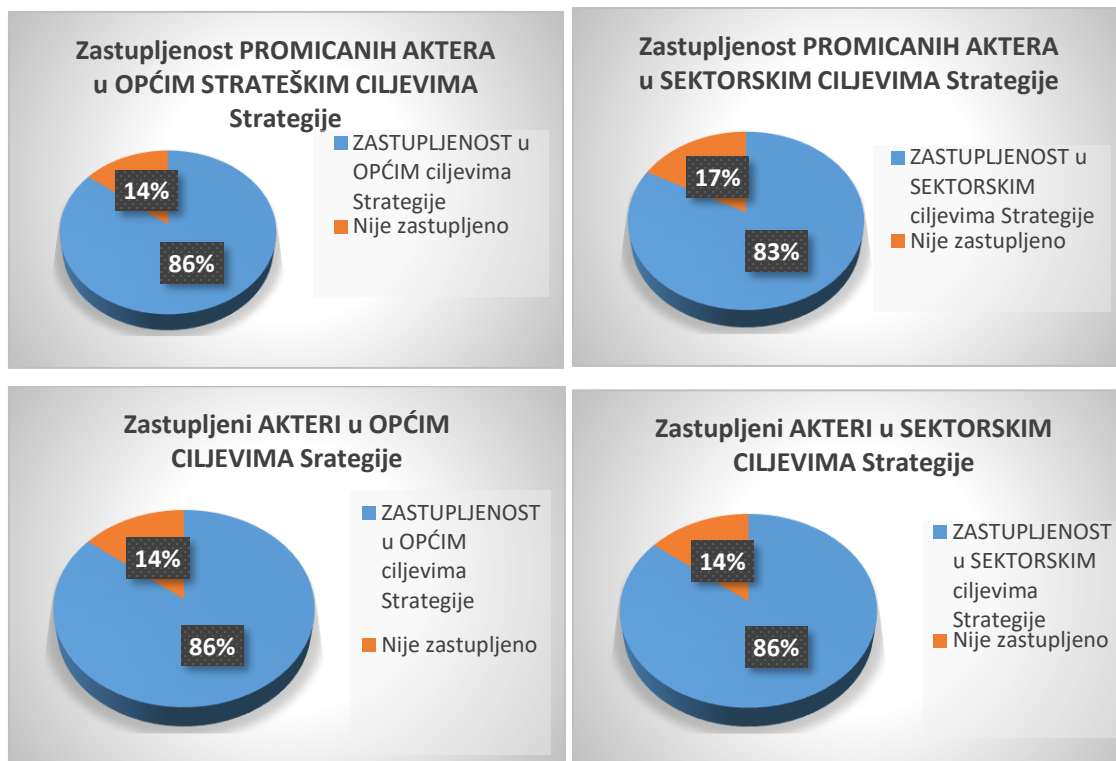 Zastupljenost PROMICANIH AKTERA
u OPĆIM STRATEŠKIM CILJEVIMA
Strategije
ZASTUPLJENOST u
OPĆIM ciljevima
Strategije
Nije zastupljeno
14%
86%
Zastupljenost PROMICANIH AKTERA
u SEKTORSKIM CILJEVIMA Strategije
ZASTUPLJENOST u
SEKTORSKIM
ciljevima Strategije
Nije zastupljeno
17%
83%
Zastupljeni AKTERI u OPĆIM
CILJEVIMA Srategije
ZASTUPLJENOST
u OPĆIM
ciljevima
Strategije
Nije zastupljeno
14%
86%
Zastupljeni AKTERI u SEKTORSKIM
CILJEVIMA Strategije
ZASTUPLJENOST
u SEKTORSKIM
ciljevima
Strategije
Nije zastupljeno
14%
86%